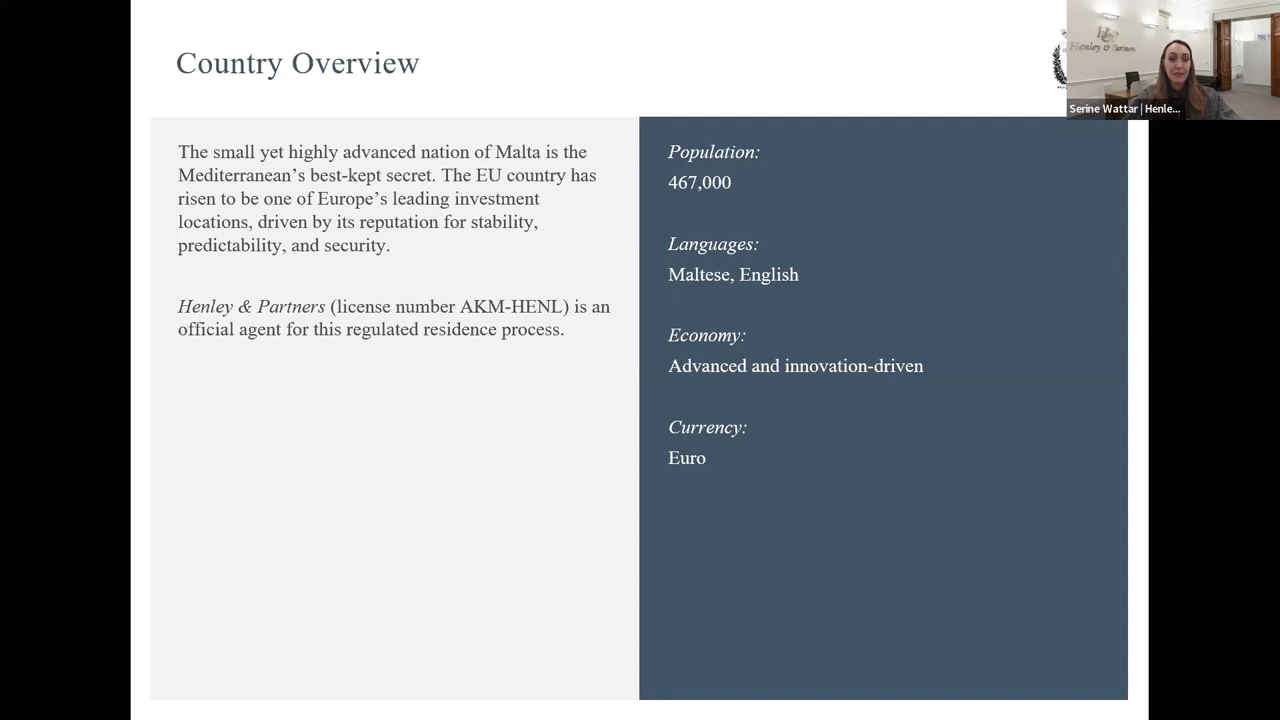 Country Overview
Henley & Partners
Serine Wattar | Henle...
The small yet highly advanced nation of Malta is the
Mediterranean’s best-kept secret. The EU country has
risen to be one of Europe’s leading investment
locations, driven by its reputation for stability,
predictability, and security.
Henley & Partners (license number AKM-HENL) is an
official agent for this regulated residence process.
Population:
467,000
Languages:
Maltese, English
Economy:
Advanced and innovation-driven
Currency:
Euro